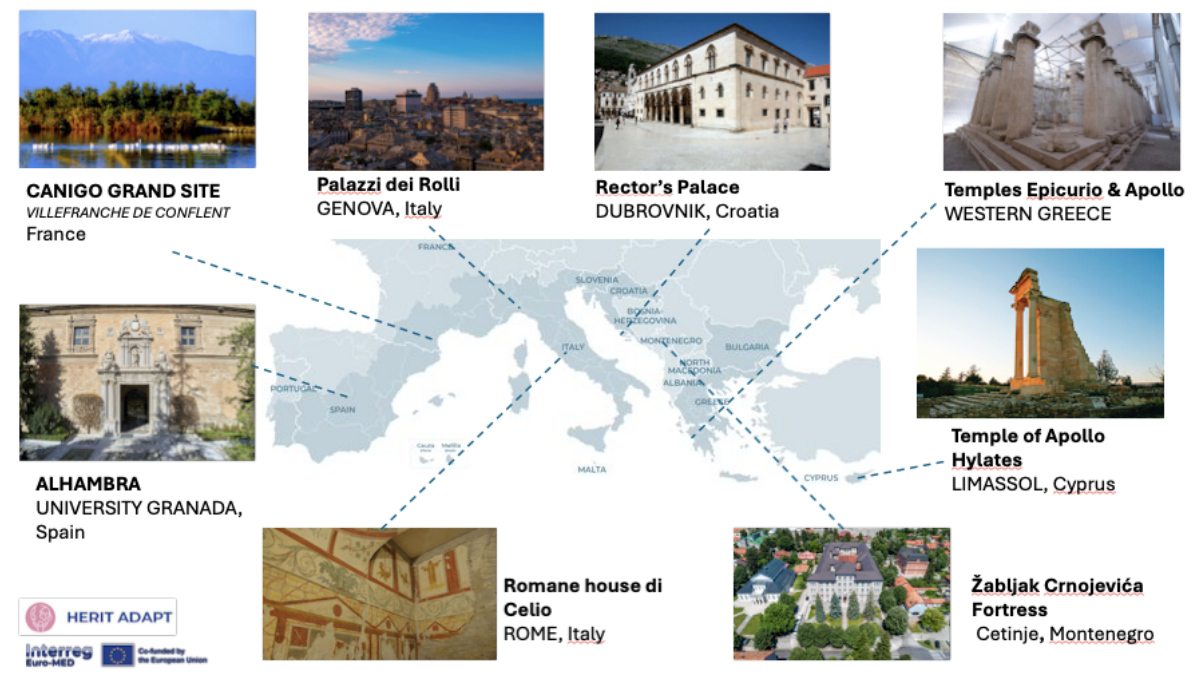 CANIGO GRAND SITE
VILLEFRANCHE DE CONFLENT
France
Palazzi dei Rolli
GENOVA, Italy
Rector's Palace
DUBROVNIK, Croatia
Temples Epicurio & Apollo
WESTERN GREECE
FRANCE
SLOVENIA
CROATIA
BOSNIA-
HERZEGOVINA
MONTENEGRO
ITALY
BULGARIA
NORTH
MACEDONIA
ALBANIA
PORTUGAL
SPAIN
GREECE
Ceuta
Melilla
MALTA
CYPRUS
ALHAMBRA
UNIVERSITY GRANADA,
Spain
Temple of Apollo
Hylates
LIMASSOL, Cyprus
Romane house di
Celio
ROME, Italy
Žabljak Crnojevića
Fortress
Cetinje, Montenegro
HERIT ADAPT
Interreg
Euro-MED
Co-funded by
the European Union